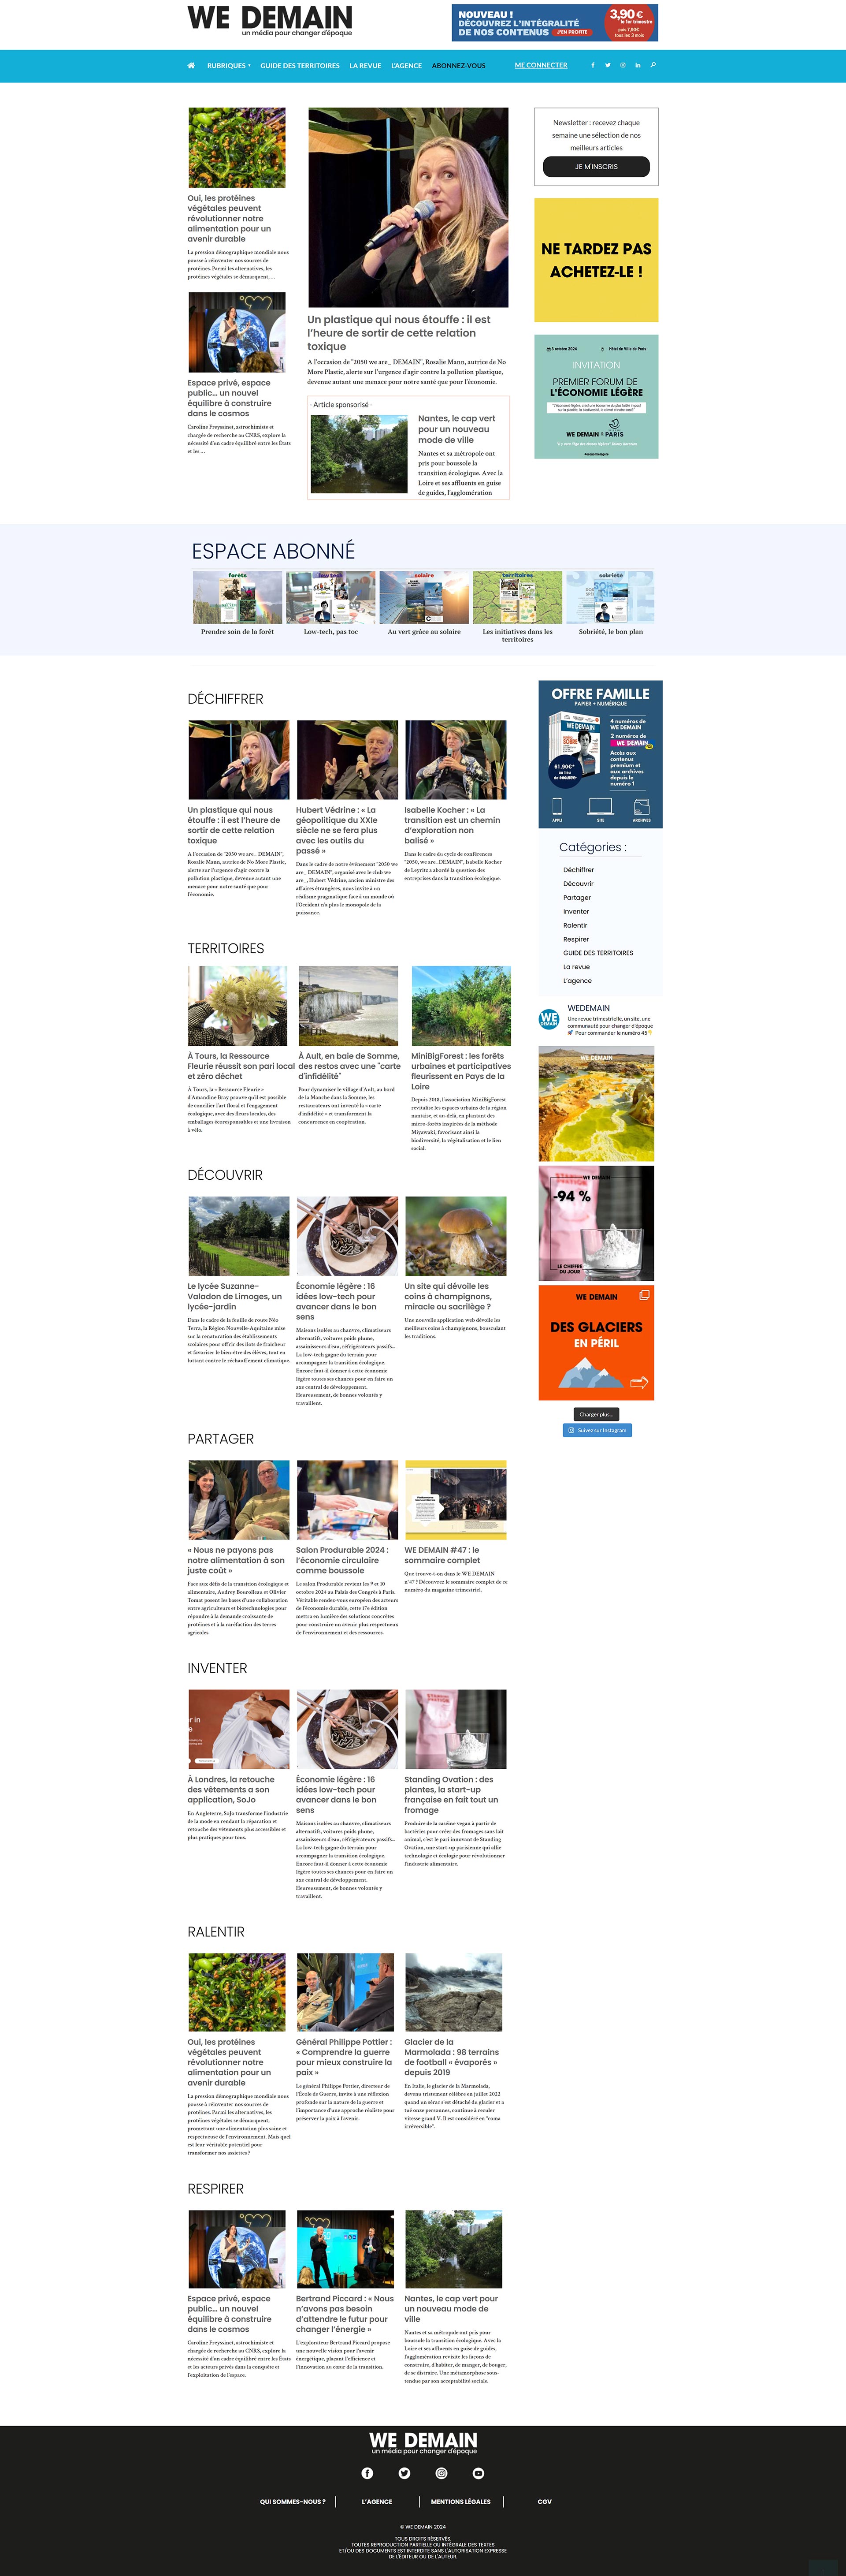 WE DEMAIN
un média pour changer d'époque
NOUVEAU !
DÉCOUVREZ L'INTÉGRALITÉ
DE NOS CONTENUS
J'EN PROFITE
3,90 €
le 1er trimestre
puis 7,90€
tous les 3 mois
RUBRIQUES
GUIDE DES TERRITOIRES
LA REVUE
L'AGENCE
ABONNEZ-VOUS
ME CONNECTER
Oui, les protéines
végétales peuvent
révolutionner notre
alimentation pour un
avenir durable
La pression démographique mondiale nous
pousse à réinventer nos sources de
protéines. Parmi les alternatives, les
protéines végétales se démarquent, ...
Espace privé, espace
public... un nouvel
équilibre à construire
dans le cosmos
Caroline Freyssinet, astrochimiste et
chargée de recherche au CNRS, explore la
nécessité d'un cadre équilibré entre les États
et les ...
Un plastique qui nous étouffe : il est
l'heure de sortir de cette relation
toxique
A l'occasion de "2050 we are_ DEMAIN", Rosalie Mann, autrice de No
More Plastic, alerte sur l'urgence d'agir contre la pollution plastique,
devenue autant une menace pour notre santé que pour l'économie.
- Article sponsorisé -
Nantes, le cap vert
pour un nouveau
mode de ville
Nantes et sa métropole ont
pris pour boussole la
transition écologique. Avec la
Loire et ses affluents en guise
de guides, l'agglomération
Newsletter : recevez chaque
semaine une sélection de nos
meilleurs articles
JE M'INSCRIS
NE TARDEZ PAS
ACHETEZ-LE !
3 octobre 2024
Hôtel de Ville de Paris
INVITATION
PREMIER FORUM DE
L'ÉCONOMIE LÉGÈRE
WE DEMAIN
PARIS
ESPACE ABONNÉ
forets
low tech
solaire
territoires
sobriete
Prendre soin de la forêt
Low-tech, pas toc
Au vert grâce au solaire
Les initiatives dans les
territoires
Sobriété, le bon plan
DÉCHIFFRER
Un plastique qui nous
étouffe : il est l'heure de
sortir de cette relation
toxique
A l'occasion de "2050 we are_ DEMAIN",
Rosalie Mann, autrice de No More Plastic,
alerte sur l'urgence d'agir contre la
pollution plastique, devenue autant une
menace pour notre santé que pour
l'économie.
Hubert Védrine : « La
géopolitique du XXIe
siècle ne se fera plus
avec les outils du
passé »
Dans le cadre de notre événement "2050 we
are_ DEMAIN", organisé avec le club we
are_, Hubert Védrine, ancien ministre des
affaires étrangères, nous invite à un
réalisme pragmatique face à un monde où
l'Occident n'a plus le monopole de la
puissance.
Isabelle Kocher : « La
transition est un chemin
d'exploration non
balisé »
Dans le cadre du cycle de conférences
"2050, we are_DEMAIN", Isabelle Kocher
de Leyritz a abordé la question des
entreprises dans la transition écologique.
TERRITOIRES
À Tours, la Ressource
Fleurie réussit son pari local
et zéro déchet
À Tours, la « Ressource Fleurie »
d'Amandine Bray prouve qu'il est possible
de concilier l'art floral et l'engagement
écologique, avec des fleurs locales, des
emballages écoresponsables et une livraison
à vélo.
À Ault, en baie de Somme,
des restos avec une "carte
d'infidélité"
Pour dynamiser le village d'Ault, au bord
de la Manche dans la Somme, les
restaurateurs ont inventé la « carte
d'infidélité » et transforment la
concurrence en coopération.
MiniBigForest : les forêts
urbaines et participatives
fleurissent en Pays de la
Loire
Depuis 2018, l'association MiniBigForest
revitalise les espaces urbains de la région
nantaise, et au-delà, en plantant des
micro-forêts inspirées de la méthode
Miyawaki, favorisant ainsi la
biodiversité, la végétalisation et le lien
social.
DÉCOUVRIR
Le lycée Suzanne-
Valadon de Limoges, un
lycée-jardin
Dans le cadre de la feuille de route Néo
Terra, la Région Nouvelle-Aquitaine mise
sur la renaturation des établissements
scolaires pour offrir des îlots de fraîcheur
et favoriser le bien-être des élèves, tout en
luttant contre le réchauffement climatique.
Économie légère : 16
idées low-tech pour
avancer dans le bon
sens
Maisons isolées au chanvre, climatiseurs
alternatifs, voitures poids plume,
assainisseurs d'eau, réfrigérateurs passifs...
La low-tech gagne du terrain pour
accompagner la transition écologique.
Encore faut-il donner à cette économie
légère toutes ses chances pour en faire un
axe central de développement.
Heureusement, de bonnes volontés y
travaillent.
Un site qui dévoile les
coins à champignons,
miracle ou sacrilège ?
Une nouvelle application web dévoile les
meilleurs coins à champignons, bousculant
les traditions.
PARTAGER
« Nous ne payons pas
notre alimentation à son
juste coût »
Face aux défis de la transition écologique et
alimentaire, Audrey Bourolleau et Olivier
Tomat posent les bases d'une collaboration
entre agriculteurs et biotechnologies pour
répondre à la demande croissante de
protéines et à la raréfaction des terres
agricoles.
Salon Produrable 2024 :
l'économie circulaire
comme boussole
Le salon Produrable revient les 9 et 10
octobre 2024 au Palais des Congrès à Paris.
Véritable rendez-vous européen des acteurs
de l'économie durable, cette 17e édition
mettra en lumière des solutions concrètes
pour construire un avenir plus respectueux
de l'environnement et des ressources.
WE DEMAIN #47 : le
sommaire complet
Que trouve-t-on dans le WE DEMAIN
n°47 ? Découvrez le sommaire complet de ce
numéro du magazine trimestriel.
INVENTER
À Londres, la retouche
des vêtements a son
application, SoJo
En Angleterre, SoJo transforme l'industrie
de la mode en rendant la réparation et
retouche des vêtements plus accessibles et
plus pratiques pour tous.
Économie légère : 16
idées low-tech pour
avancer dans le bon
sens
Maisons isolées au chanvre, climatiseurs
alternatifs, voitures poids plume,
assainisseurs d'eau, réfrigérateurs passifs...
La low-tech gagne du terrain pour
accompagner la transition écologique.
Encore faut-il donner à cette économie
légère toutes ses chances pour en faire un
axe central de développement.
Heureusement, de bonnes volontés y
travaillent.
Standing Ovation : des
plantes, la start-up
française en fait tout un
fromage
Produire de la caséine vegan à partir de
bactéries pour créer des fromages sans lait
animal, c'est le pari innovant de Standing
Ovation, une start-up parisienne qui allie
technologie et écologie pour révolutionner
l'industrie alimentaire.
RALENTIR
Oui, les protéines
végétales peuvent
révolutionner notre
alimentation pour un
avenir durable
La pression démographique mondiale nous
pousse à réinventer nos sources de
protéines. Parmi les alternatives, les
protéines végétales se démarquent,
promettant une alimentation plus saine et
respectueuse de l'environnement. Mais quel
est leur véritable potentiel pour
transformer nos assiettes ?
Général Philippe Pottier :
« Comprendre la guerre
pour mieux construire la
paix »
Le général Philippe Pottier, directeur de
l'École de Guerre, invite à une réflexion
profonde sur la nature de la guerre et
l'importance d'une approche réaliste pour
préserver la paix à l'avenir.
Glacier de la
Marmolada : 98 terrains
de football « évaporés »
depuis 2019
En Italie, le glacier de la Marmolada,
devenu tristement célèbre en juillet 2022
quand un sérac s'est détaché du glacier et a
tué onze personnes, continue à reculer
vitesse grand V. Il est considéré en "coma
irréversible".
RESPIRER
Espace privé, espace
public... un nouvel
équilibre à construire
dans le cosmos
Caroline Freyssinet, astrochimiste et
chargée de recherche au CNRS, explore la
nécessité d'un cadre équilibré entre les États
et les acteurs privés dans la conquête et
l'exploitation de l'espace.
Bertrand Piccard : « Nous
n'avons pas besoin
d'attendre le futur pour
changer l'énergie »
L'explorateur Bertrand Piccard propose
une nouvelle vision pour l'avenir
énergétique, plaçant l'efficience et
l'innovation au cœur de la transition.
Nantes, le cap vert pour
un nouveau mode de
ville
Nantes et sa métropole ont pris pour
boussole la transition écologique. Avec la
Loire et ses affluents en guise de guides,
l'agglomération revisite les façons de
construire, d'habiter, de manger, de bouger,
de se distraire. Une métamorphose sous-
tendue par son acceptabilité sociale.
OFFRE FAMILLE
PAPIER + NUMÉRIQUE
4 numéros de
WE DEMAIN
2 numéros de
WE DEMAIN
Accès aux
contenus
premium et
aux archives
depuis le
numéro 1
61,90€*
au lieu
de
APPLI
SITE
ARCHIVES
Catégories :
Déchiffrer
Découvrir
Partager
Inventer
Ralentir
Respirer
GUIDE DES TERRITOIRES
La revue
L'agence
WE
DEMAIN
WEDEMAIN
Une revue trimestrielle, un site, une
communauté pour changer d'époque
Pour commander le numéro 45
WE DEMAIN
WE DEMAIN
-94 %
LE CHIFFRE
DU JOUR
WE DEMAIN
DES GLACIERS
EN PÉRIL
Charger plus...
Suivez sur Instagram
WE DEMAIN
un média pour changer d'époque
QUI SOMMES-NOUS ?
L'AGENCE
MENTIONS LÉGALES
CGV
© WE DEMAIN 2024
TOUS DROITS RÉSERVÉS,
TOUTES REPRODUCTION PARTIELLE OU INTÉGRALE DES TEXTES
ET/OU DES DOCUMENTS EST INTERDITE SANS L'AUTORISATION EXPRESSE
DE L'ÉDITEUR OU DE L'AUTEUR.